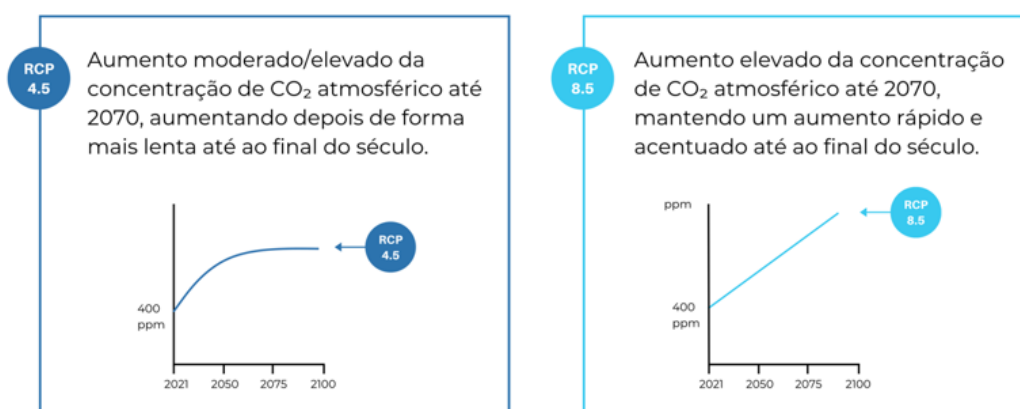 RCP
4.5
Aumento moderado/elevado da
concentração de CO₂ atmosférico até
2070, aumentando depois de forma
mais lenta até ao final do século.
RCP
4.5
400
ppm
2021 2050 2075 2100
RCP
8.5
Aumento elevado da concentração
de CO₂ atmosférico até 2070,
mantendo um aumento rápido e
acentuado até ao final do século.
ppm
RCP
8.5
400
ppm
2021 2050 2075 2100